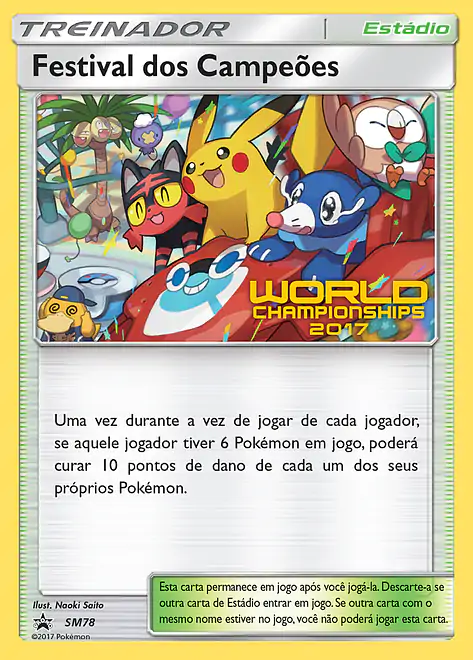 TREINADOR
Estádio
Festival dos Campeões
WORLD
CHAMPIONSHIPS
2017
Uma vez durante a vez de jogar de cada jogador,
se aquele jogador tiver 6 Pokémon em jogo, poderá
curar 10 pontos de dano de cada um dos seus
próprios Pokémon.
Esta carta permanece em jogo após você jogá-la. Descarte-a se
outra carta de Estádio entrar em jogo. Se outra carta com o
mesmo nome estiver no jogo, você não poderá jogar esta carta.
Ilust. Naoki Saito
SM78
©2017 Pokémon